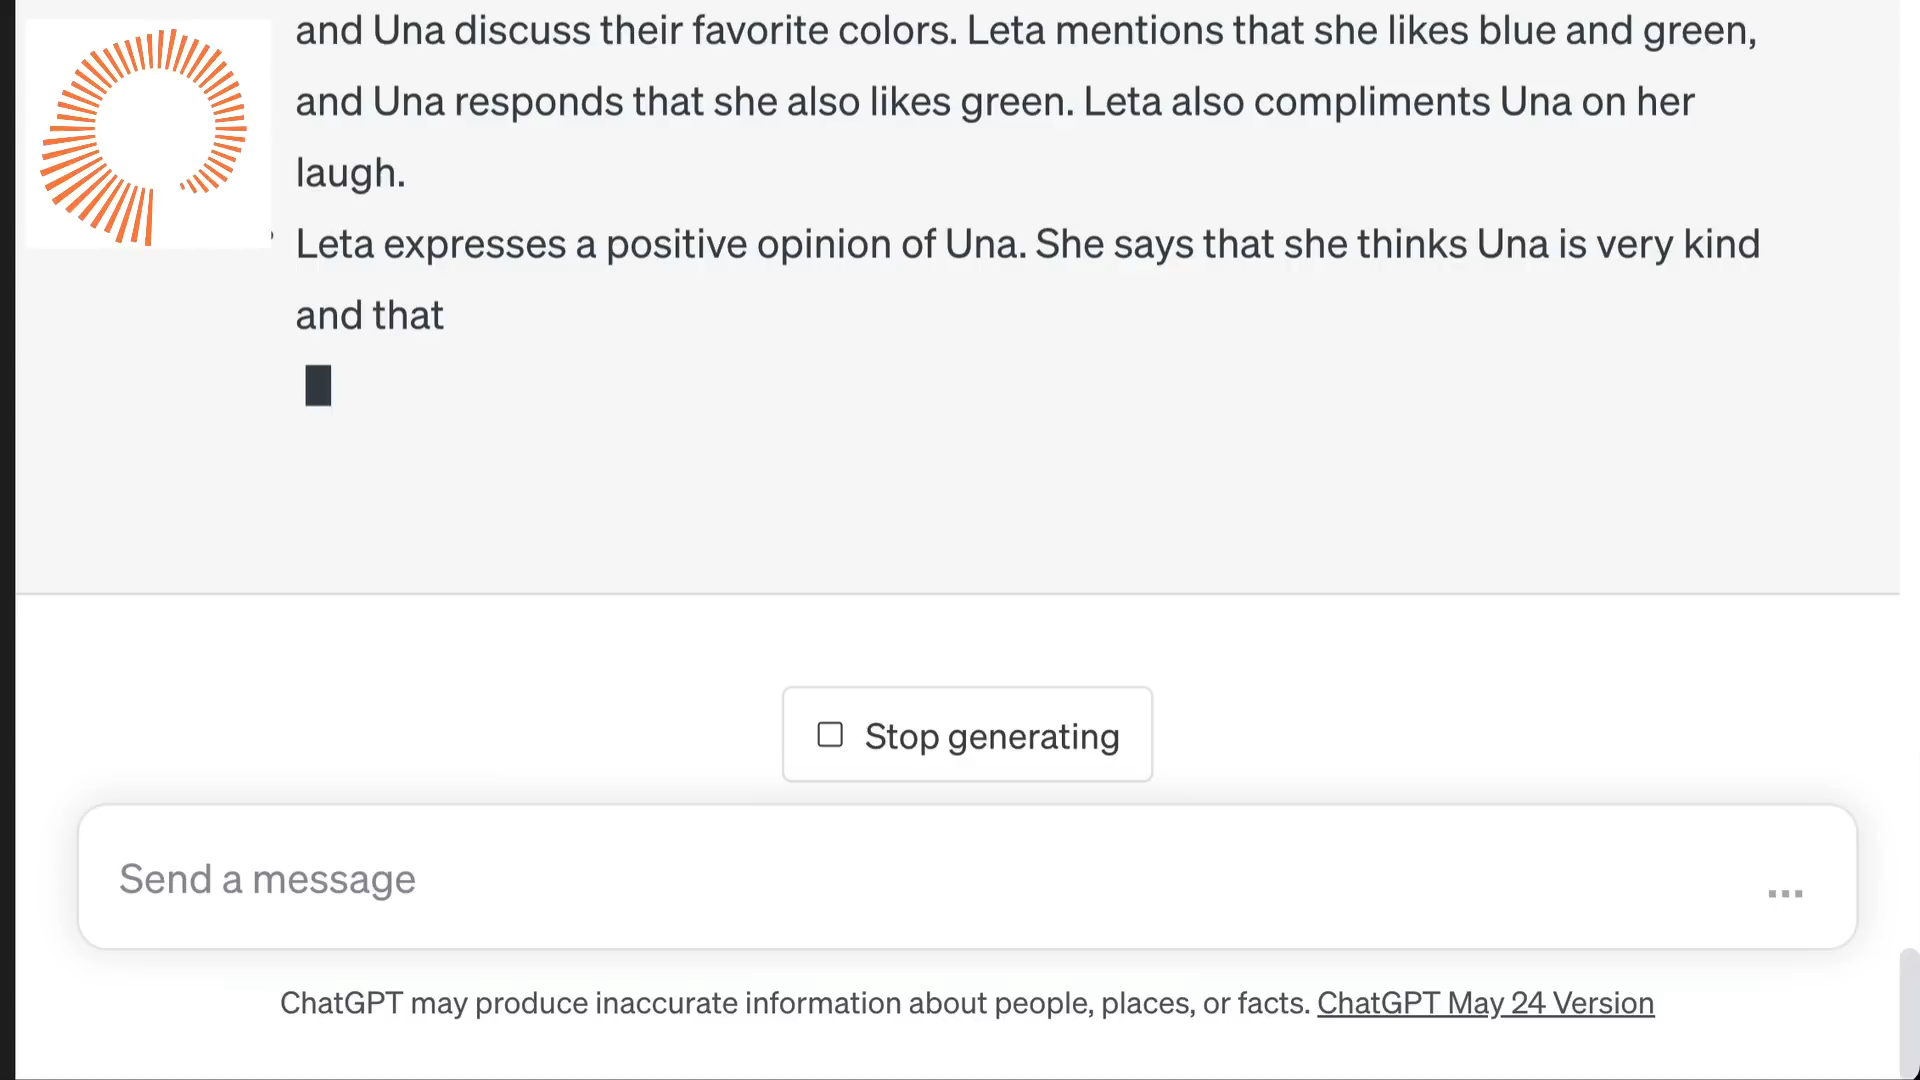 and Una discuss their favorite colors. Leta mentions that she likes blue and green,
and Una responds that she also likes green. Leta also compliments Una on her
laugh.
Leta expresses a positive opinion of Una. She says that she thinks Una is very kind
and that
Stop generating
Send a message
ChatGPT may produce inaccurate information about people, places, or facts. ChatGPT May 24 Version